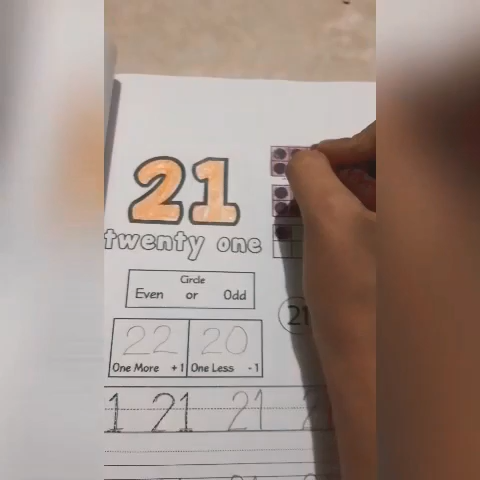 21
twenty one
Circle
Even or Odd
21
22 20
One More +1 One Less -1
1 21 21 2